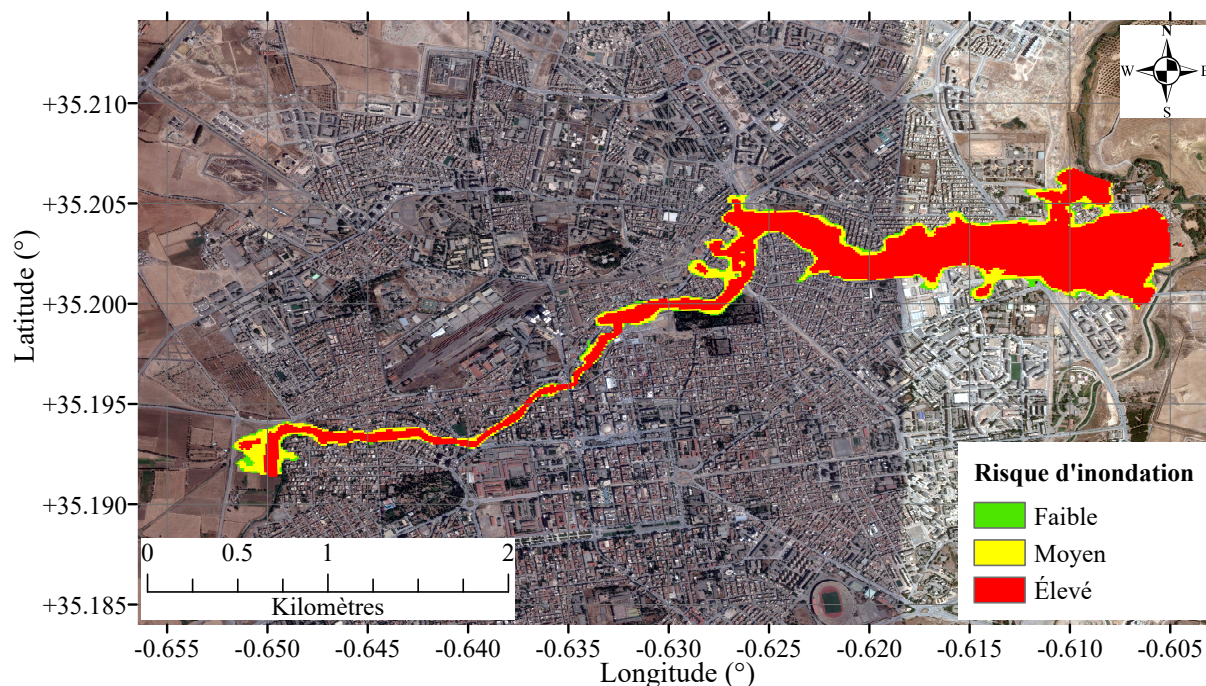 N
W E
S
+35.210
+35.205
+35.200
+35.195
+35.190
+35.185
Latitude (°)
Risque d'inondation
Faible
Moyen
Élevé
0 0.5 1 2
Kilomètres
-0.655 -0.650 -0.645 -0.640 -0.635 -0.630 -0.625 -0.620 -0.615 -0.610 -0.605
Longitude (°)